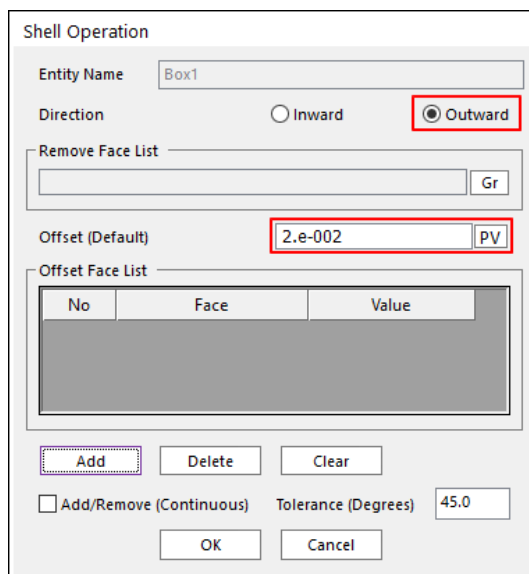 Shell Operation
Entity Name Box1
Direction Inward Outward
Remove Face List
Gr
Offset (Default) 2.e-002 PV
Offset Face List
No Face Value
Add Delete Clear
Add/Remove (Continuous) Tolerance (Degrees) 45.0
OK Cancel